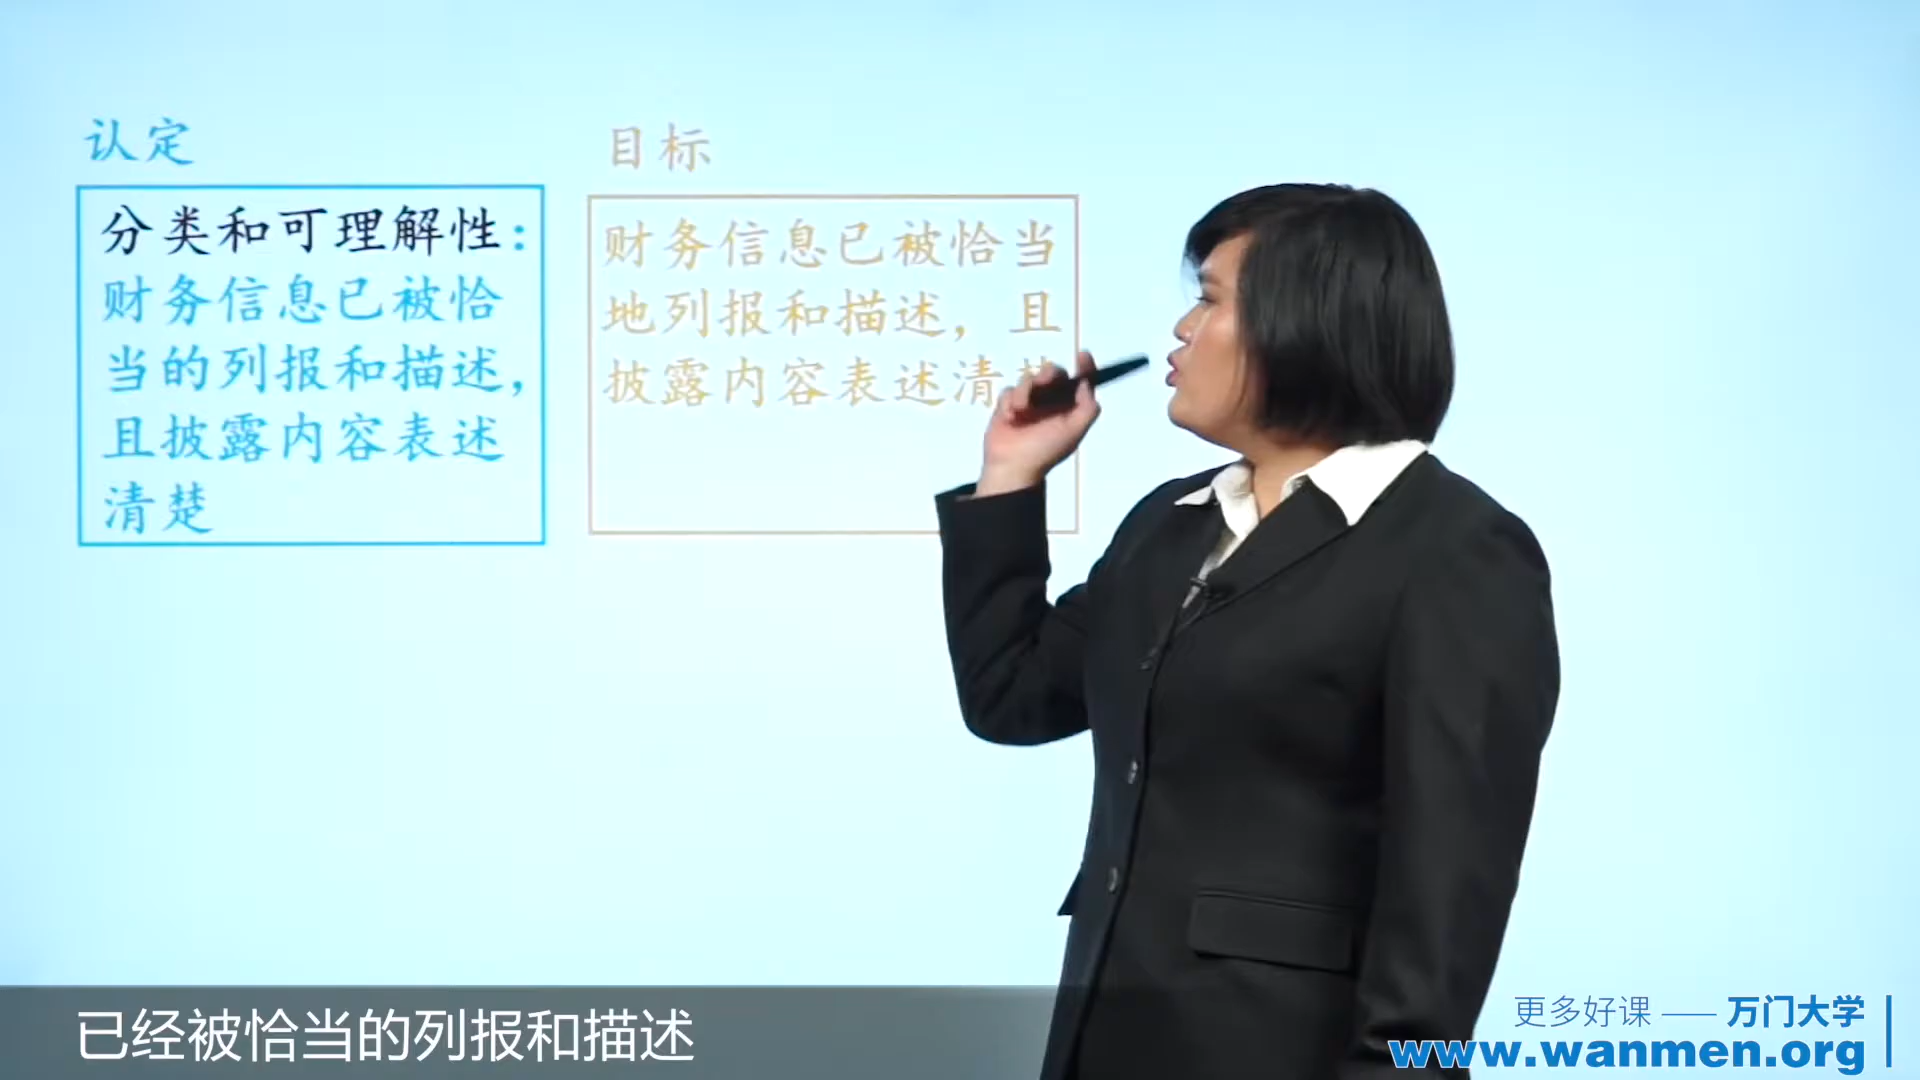 认定
分类和可理解性:
财务信息已被恰
当的列报和描述,
且披露内容表述
清楚
目标
财务信息已被恰当
地列报和描述，且
披露内容表述清
已经被恰当的列报和描述
更多好课 —— 万门大学
www.wanmen.org